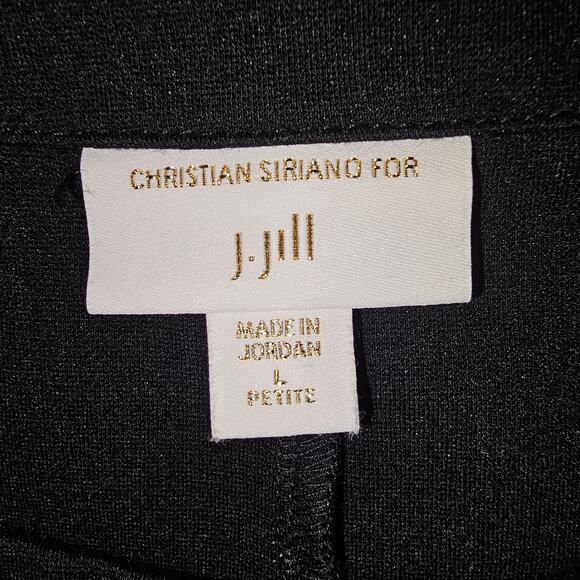 CHRISTIAN SIRIANO FOR
J.Jill
MADE IN
JORDAN
L
PETITE